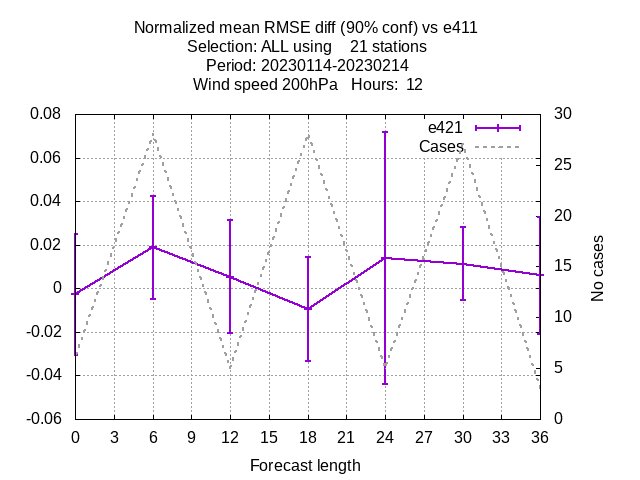 Normalized mean RMSE diff (90% conf) vs e411
Selection: ALL using    21 stations
Period: 20230114-20230214
Wind speed 200hPa   Hours:  12
0.08
0.06
0.04
0.02
0
-0.02
-0.04
-0.06
30
25
20
15
10
5
0
e421
Cases
No cases
0 3 6 9 12 15 18 21 24 27 30 33 36
Forecast length